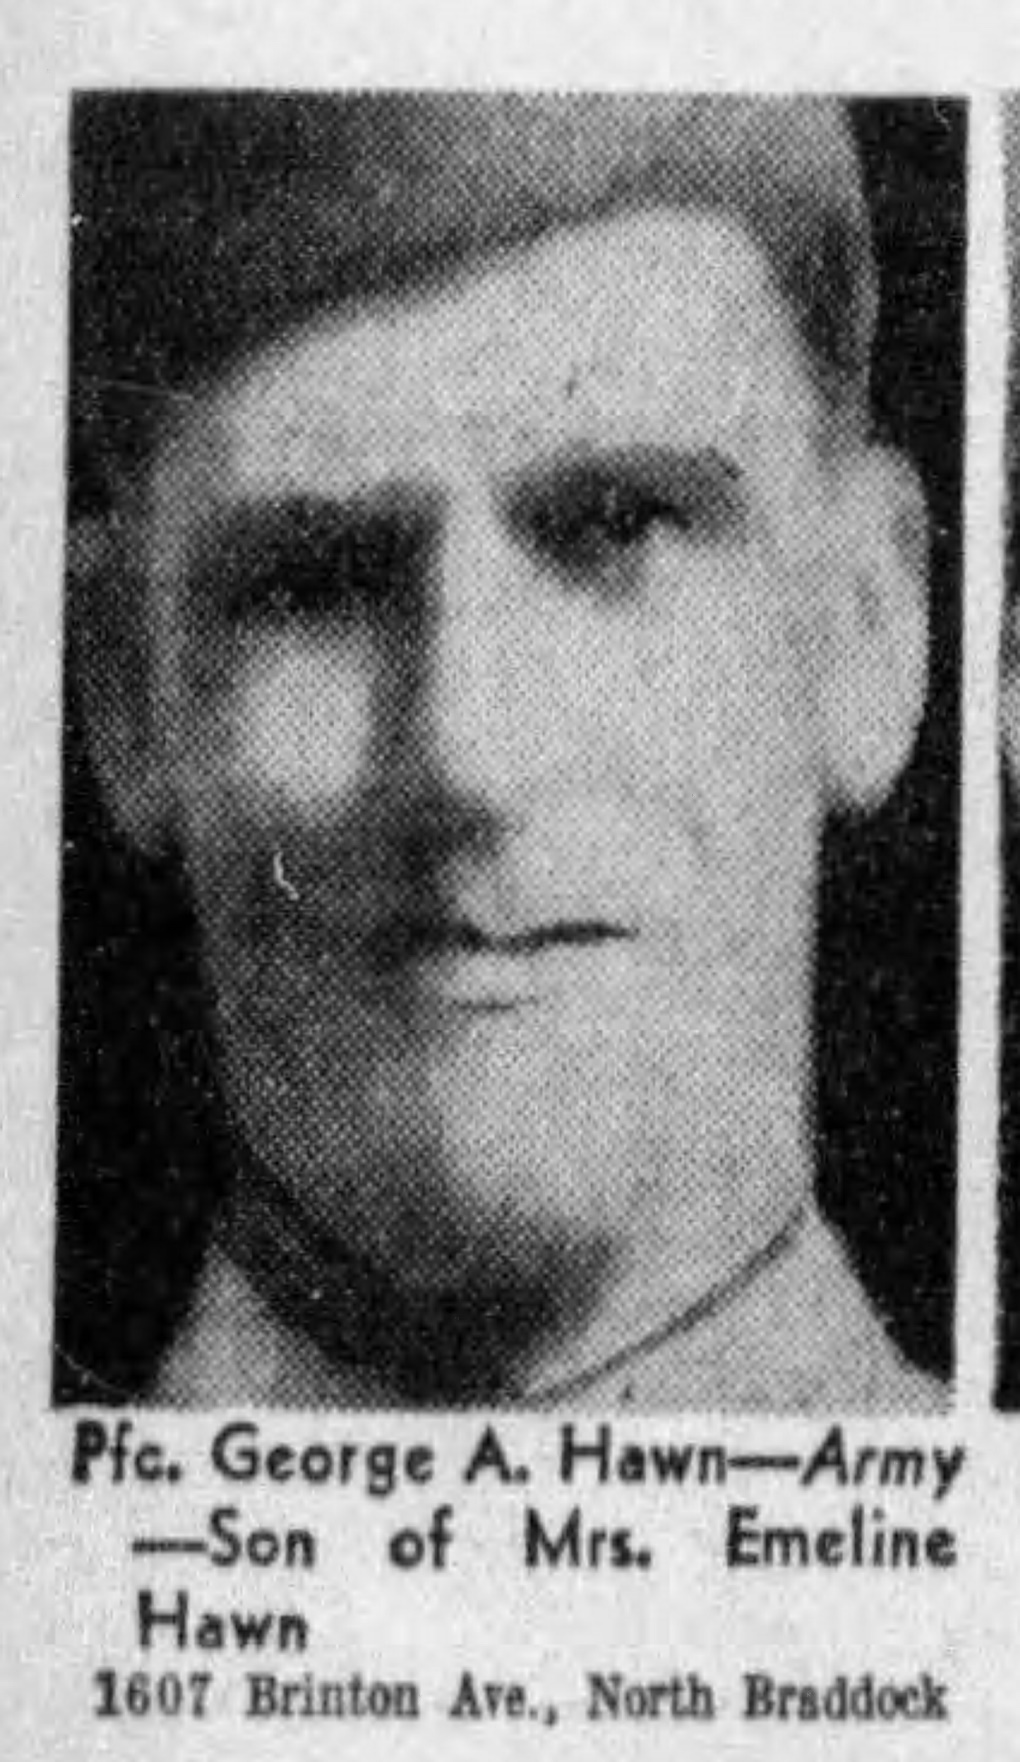 Pfc. George A. Hawn—Army
—Son of Mrs. Emeline
Hawn
1607 Brinton Ave., North Braddock